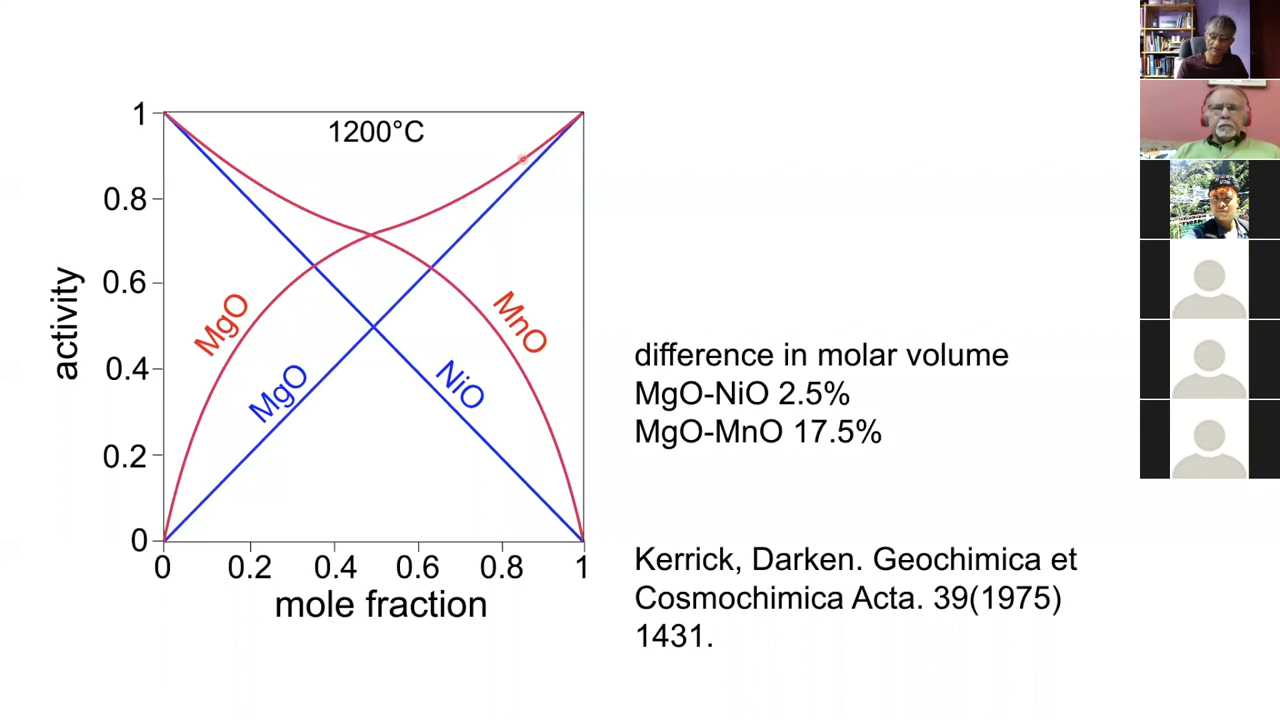 1
1200°C
0.8
0.6
0.4
0.2
0
activity
MgO
MnO
MgO
NiO
0 0.2 0.4 0.6 0.8 1
mole fraction
difference in molar volume
MgO-NiO 2.5%
MgO-MnO 17.5%
Kerrick, Darken. Geochimica et
Cosmochimica Acta. 39(1975)
1431.